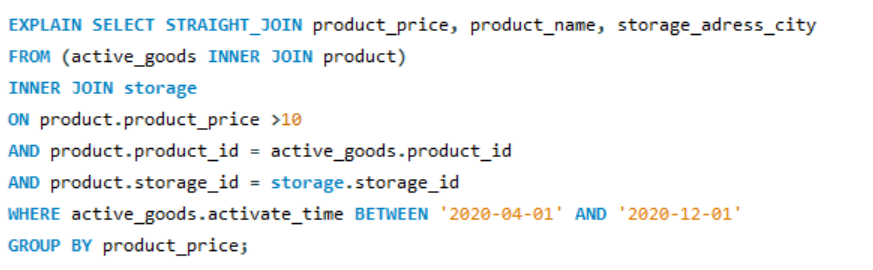 EXPLAIN SELECT STRAIGHT_JOIN product_price, product_name, storage_adress_city
FROM (active_goods INNER JOIN product)
INNER JOIN storage
ON product.product_price >10
AND product.product_id = active_goods.product_id
AND product.storage_id = storage.storage_id
WHERE active_goods.activate_time BETWEEN '2020-04-01' AND '2020-12-01'
GROUP BY product_price;